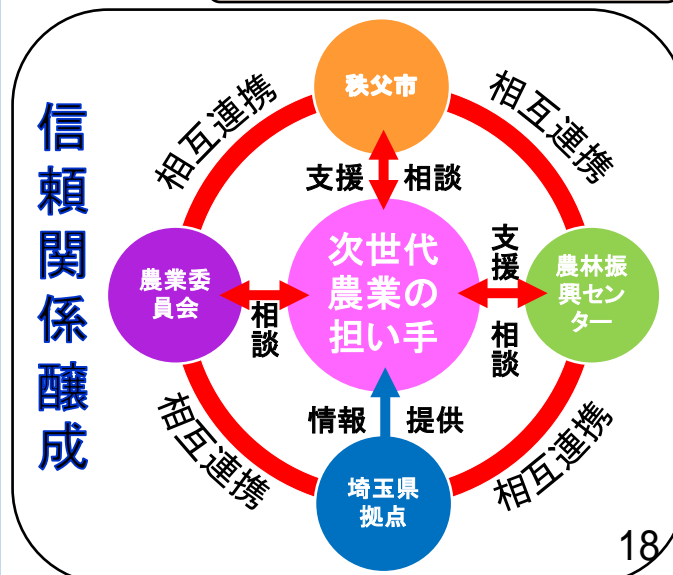 信頼関係醸成
秩父市
相互連携
相互連携
支援 相談
次世代
農業の
担い手
農業委
員会
相談
支援
相談
農林振
興セン
ター
情報 提供
相互連携
相互連携
埼玉県
拠点
18